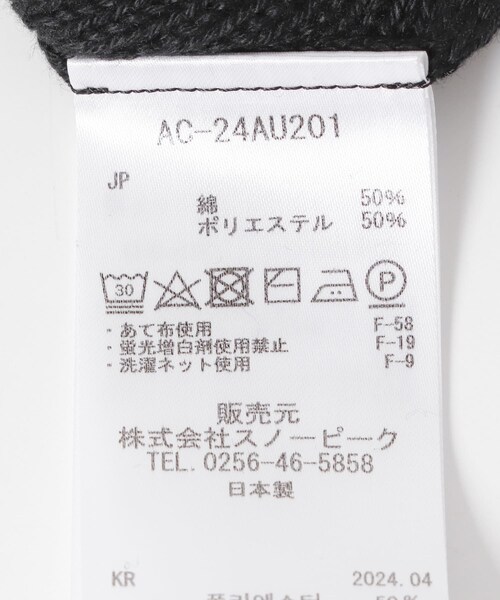 AC-24AU201
JP
綿 50%
ポリエステル 50%
30 P
・あて布使用 F-58
・蛍光増白剤使用禁止 F-19
・洗濯ネット使用 F-9
販売元
株式会社スノーピーク
TEL. 0256-46-5858
日本製
KR 2024. 04